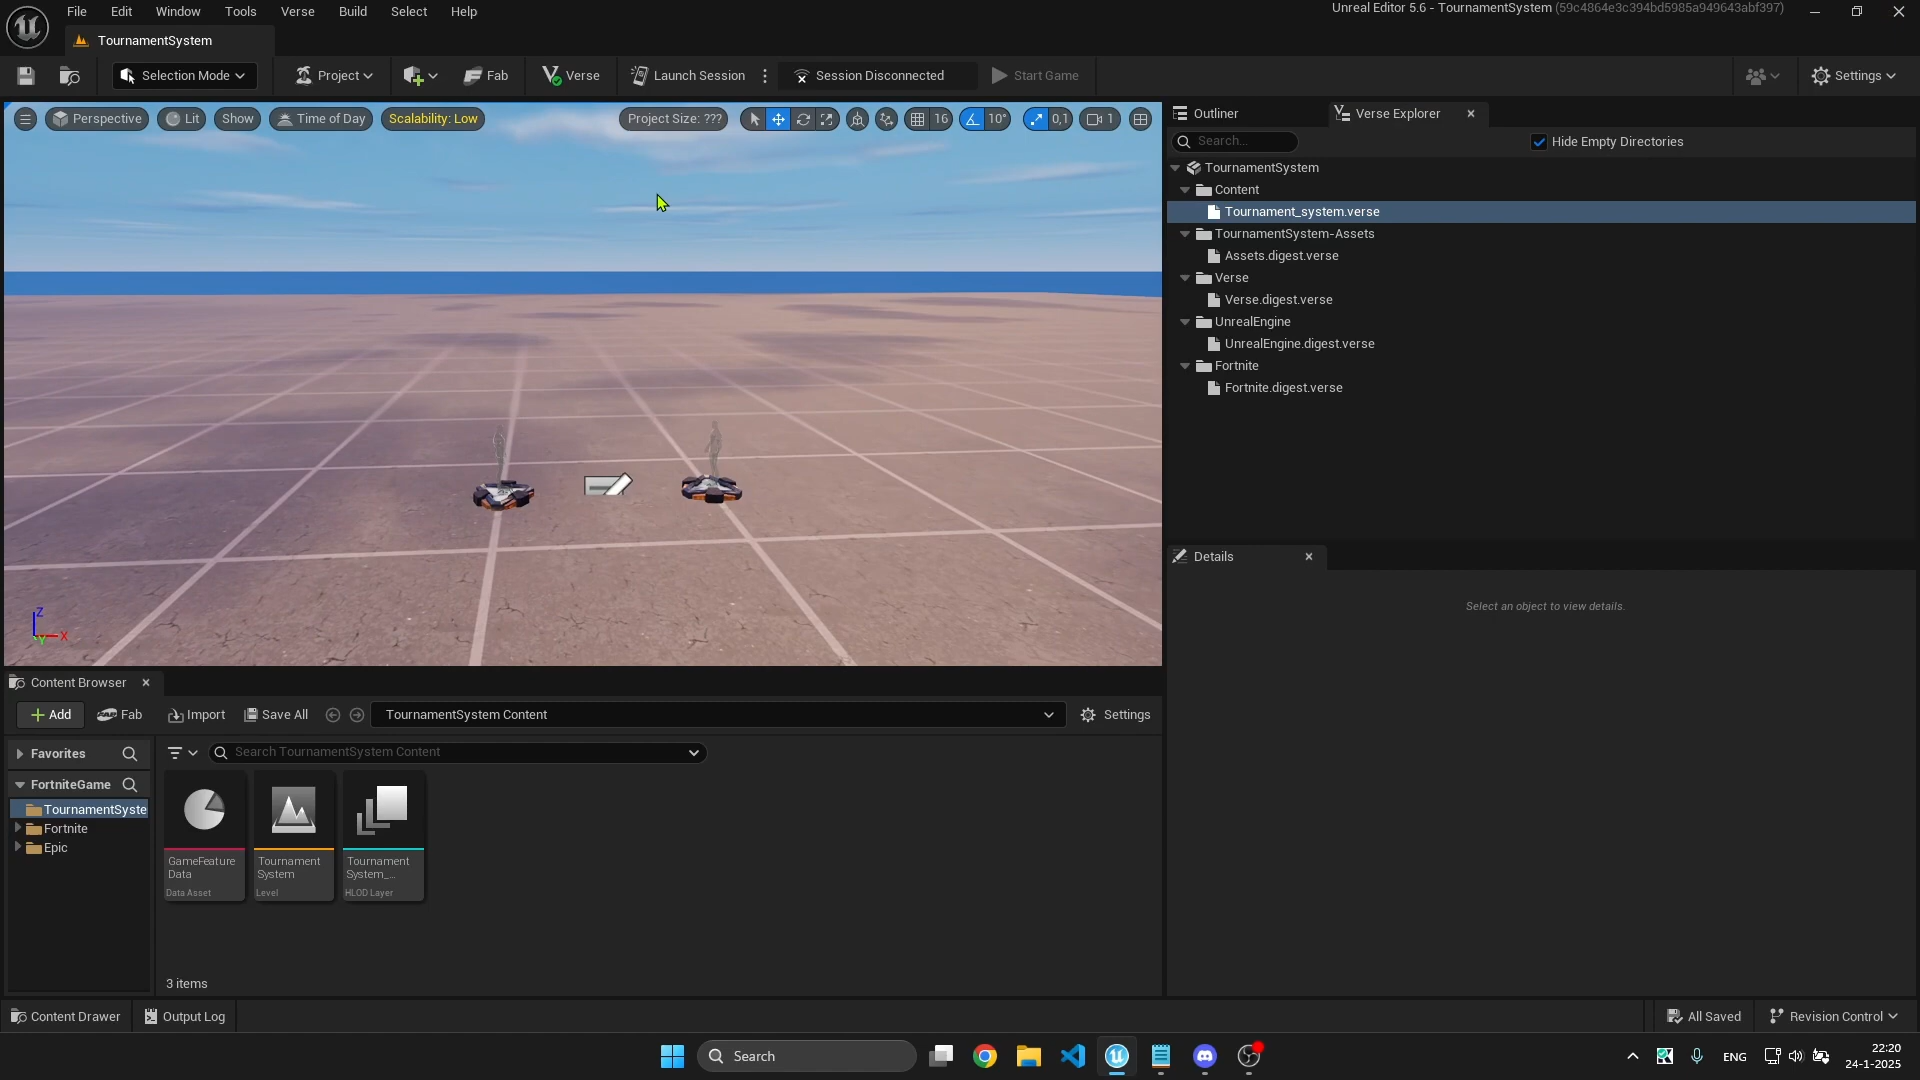 File Edit Window Tools Verse Build Select Help
Unreal Editor 5.6 - TournamentSystem (59c4864e3c394bd5985a949643abf397)
TournamentSystem
Selection Mode Project Fab Verse Launch Session Session Disconnected Start Game Settings
Perspective Lit Show Time of Day Scalability: Low Project Size: ??? 16 10° 0,1 1
Outliner Verse Explorer
Search... Hide Empty Directories
TournamentSystem
Content
Tournament_system.verse
TournamentSystem-Assets
Assets.digest.verse
Verse
Verse.digest.verse
UnrealEngine
UnrealEngine.digest.verse
Fortnite
Fortnite.digest.verse
Z
X
Y
Details
Select an object to view details.
Content Browser
Add Fab Import Save All TournamentSystem Content Settings
Favorites
Search TournamentSystem Content
FortniteGame
TournamentSyste
Fortnite
Epic
GameFeature
Data
Data Asset
Tournament
System
Level
Tournament
System_...
HLOD Layer
3 items
Content Drawer Output Log All Saved Revision Control
Search
ENG
22:20
24-1-2025